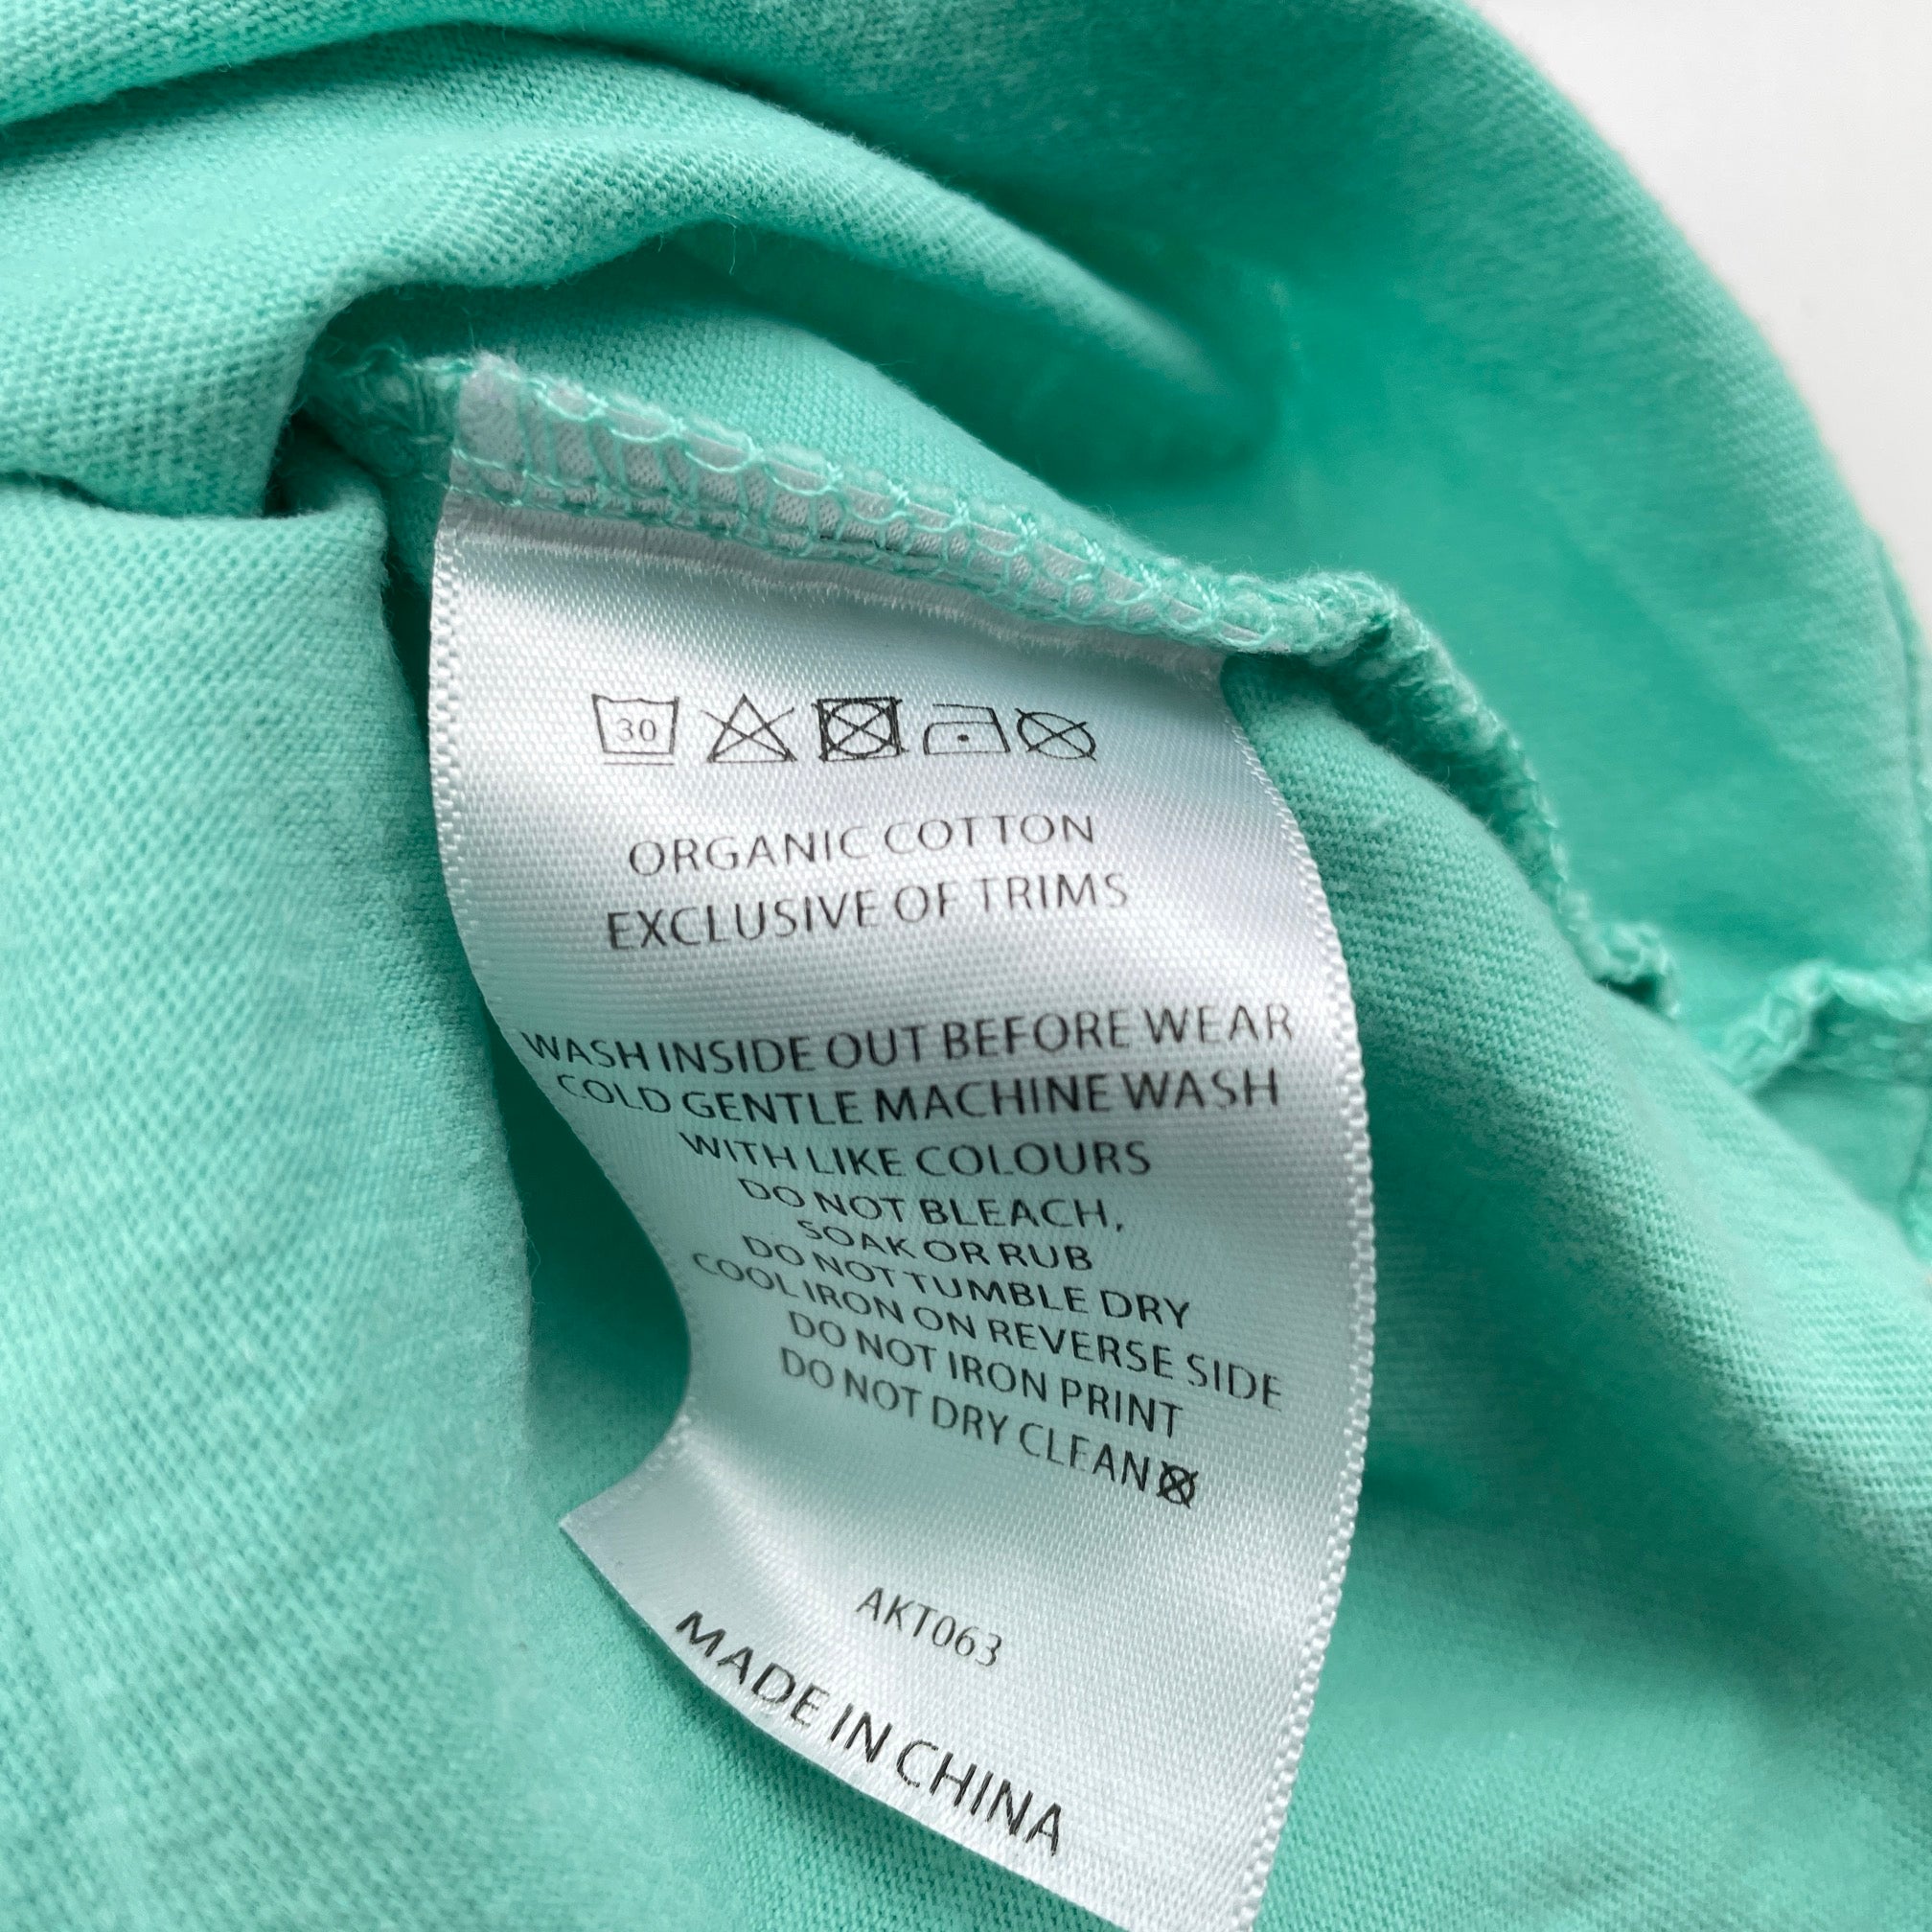 30
ORGANIC COTTON
EXCLUSIVE OF TRIMS
WASH INSIDE OUT BEFORE WEAR
COLD GENTLE MACHINE WASH
WITH LIKE COLOURS
DO NOT BLEACH,
SOAK OR RUB
DO NOT TUMBLE DRY
COOL IRON ON REVERSE SIDE
DO NOT IRON PRINT
DO NOT DRY CLEAN
AKT063
MADE IN CHINA